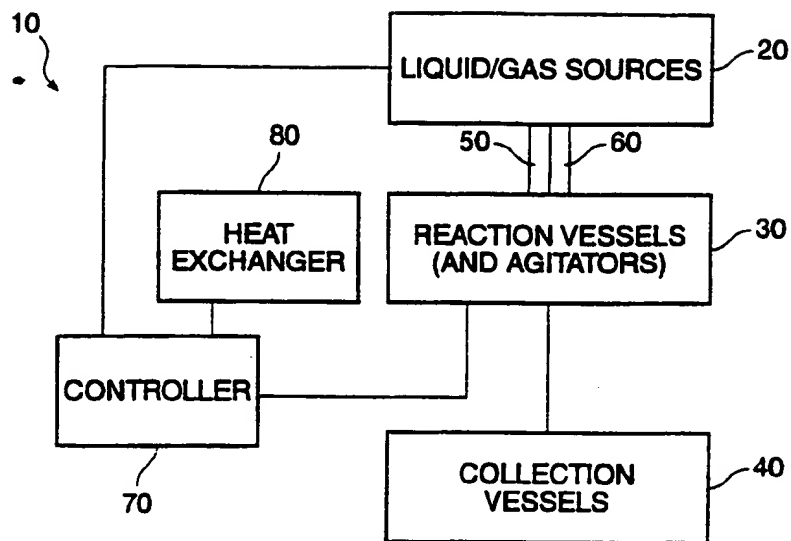 10
LIQUID/GAS SOURCES
20
50
60
80
HEAT
EXCHANGER
REACTION VESSELS
(AND AGITATORS)
30
CONTROLLER
70
COLLECTION
VESSELS
40